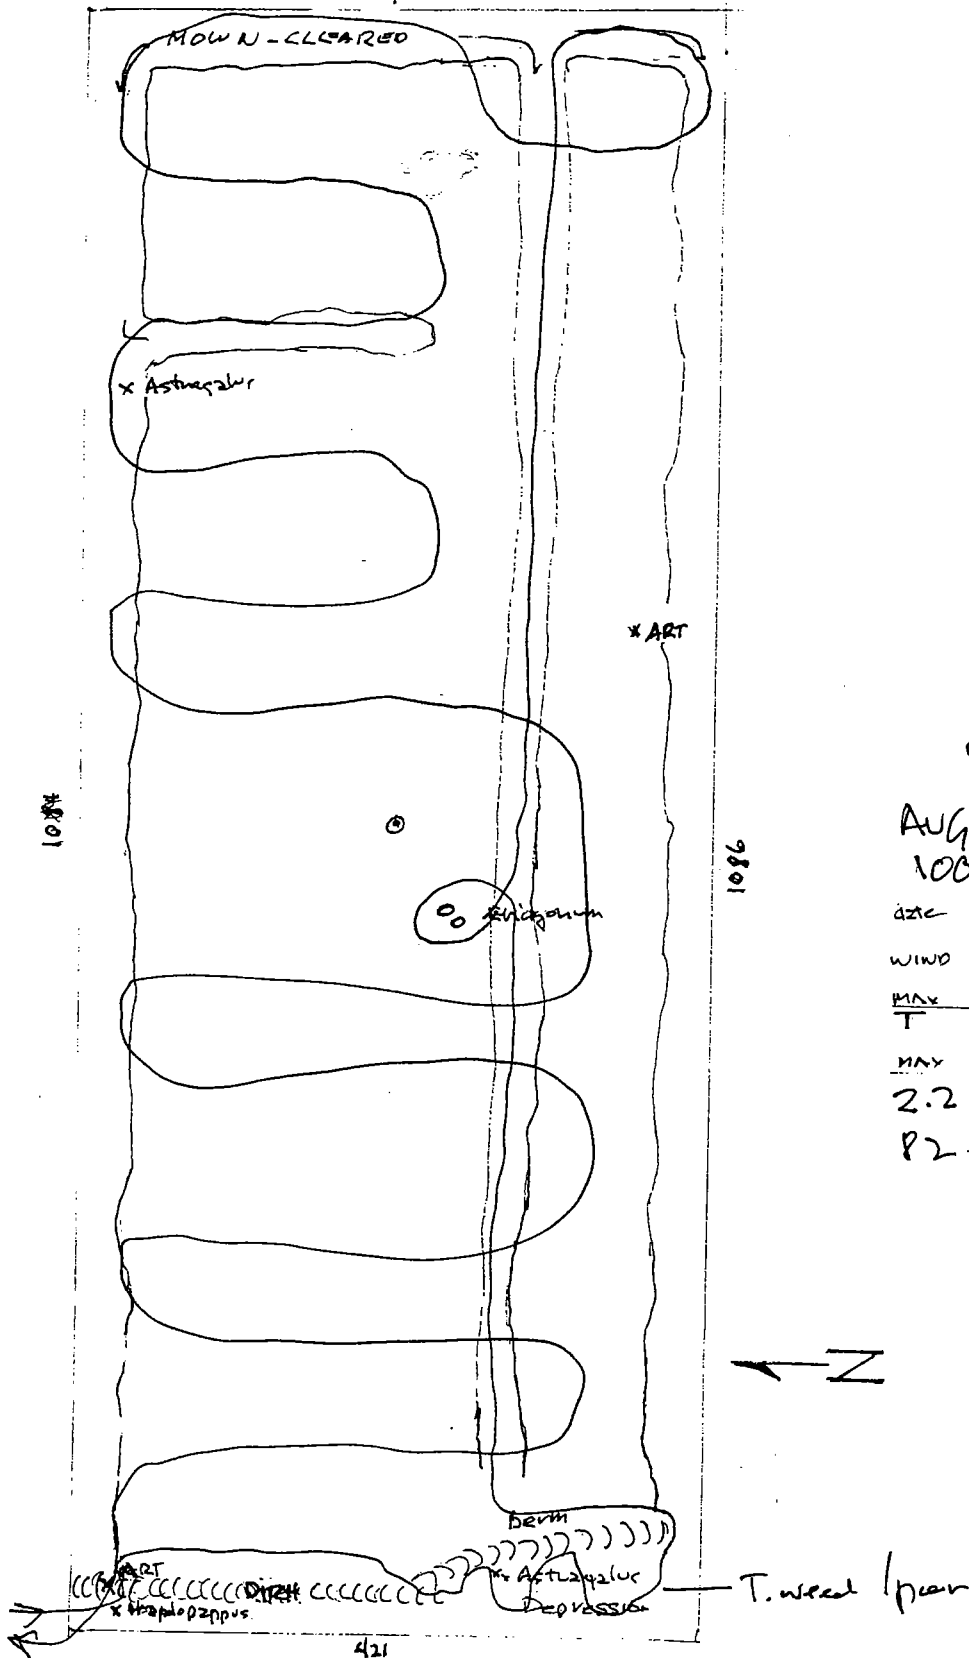 MOWN-CLEARED
x Astragalus
x ART
1084
1086
AUG
100
WIND
MAX
T
MAX
2.2
82.
Eriogonum
N
Berm
ART
DITCH
x Astragalus
Depression
x Haplopappus
T. weed /
421